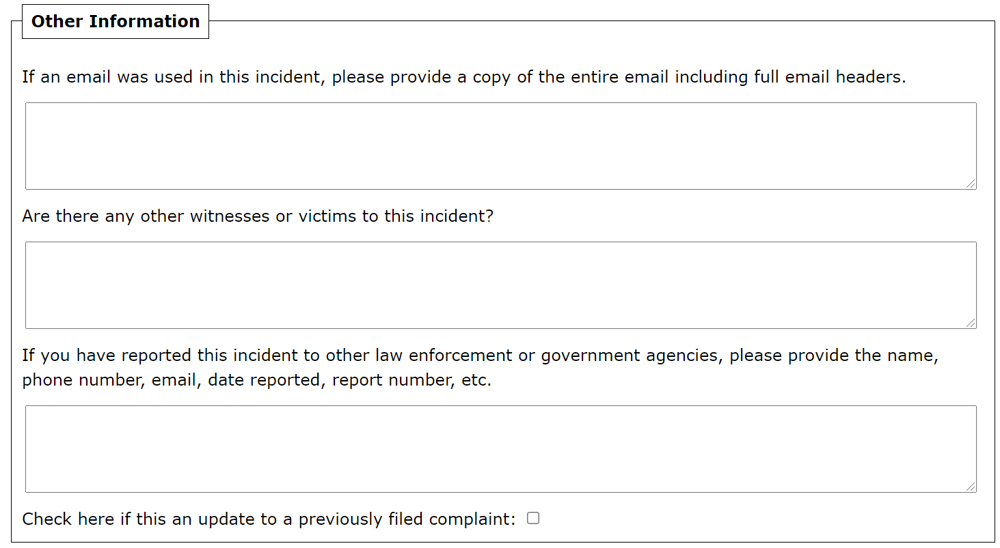 Other Information
If an email was used in this incident, please provide a copy of the entire email including full email headers.
Are there any other witnesses or victims to this incident?
If you have reported this incident to other law enforcement or government agencies, please provide the name,
phone number, email, date reported, report number, etc.
Check here if this an update to a previously filed complaint: